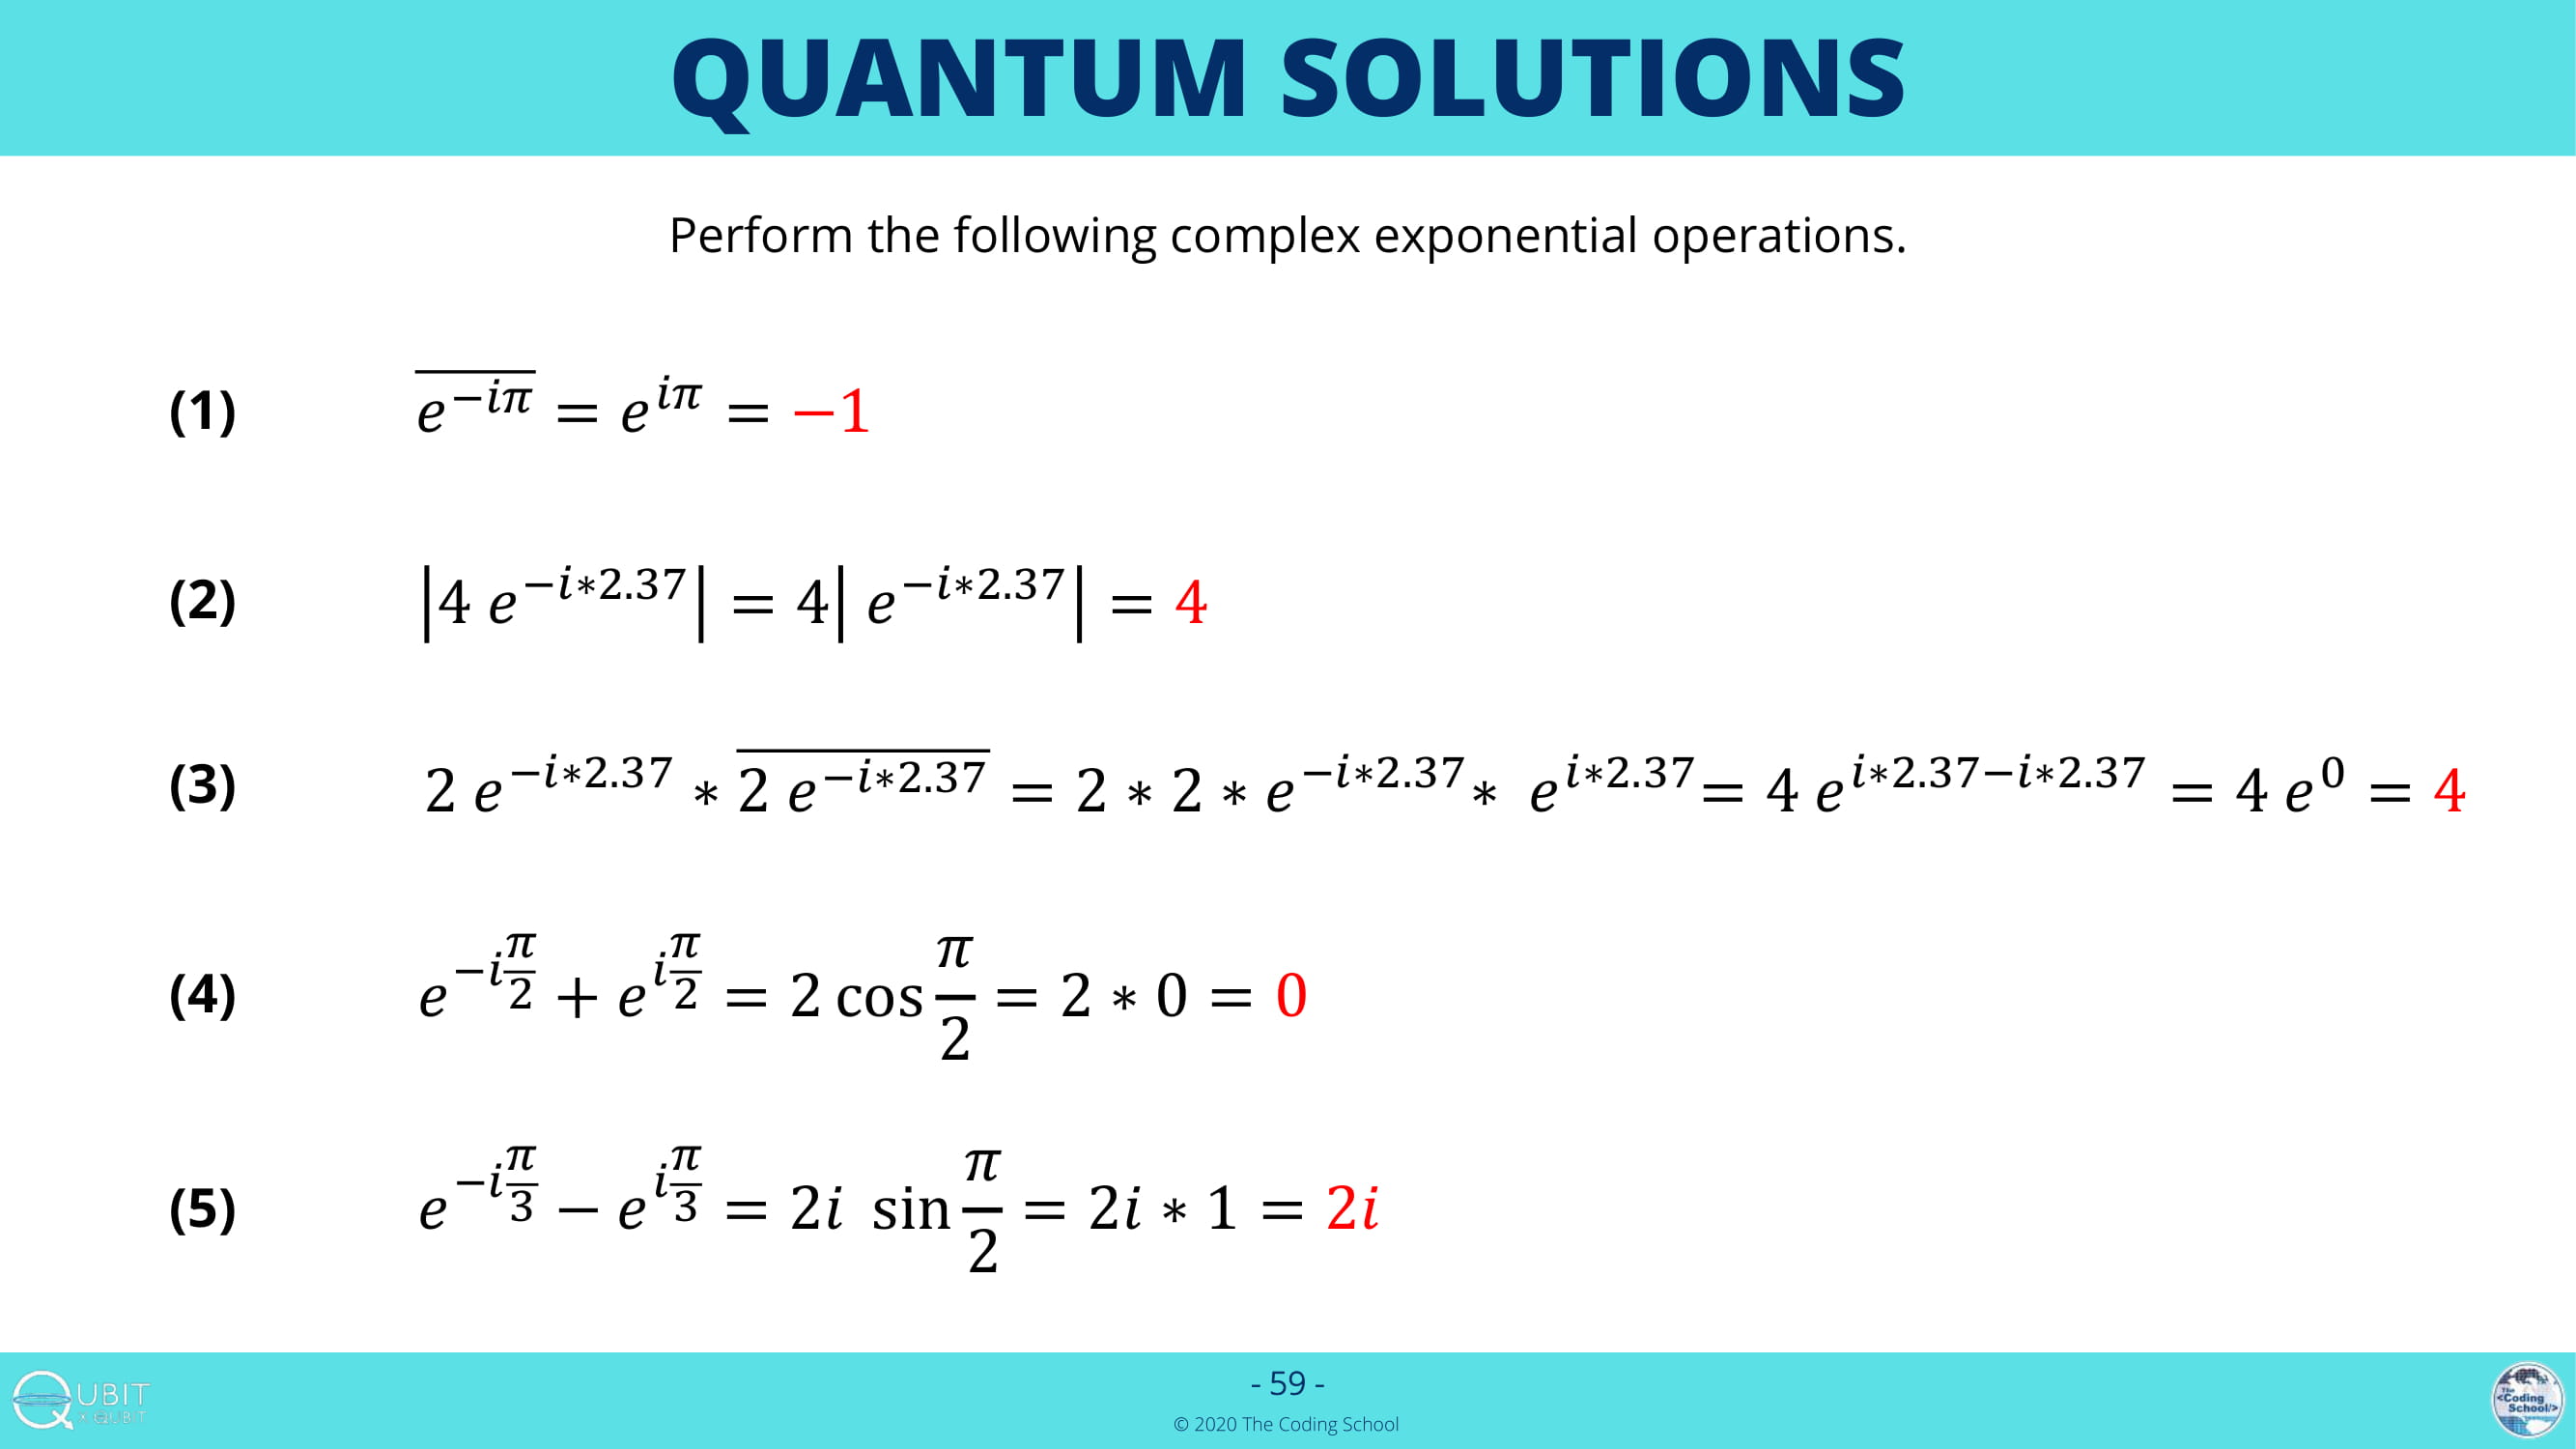 QUANTUM SOLUTIONS
Perform the following complex exponential operations.
(1) $\overline{e^{-i\pi}} = e^{i\pi} = -1$
(2) $\left|4\ e^{-i*2.37}\right| = 4\left|\ e^{-i*2.37}\right| = 4$
(3) $2\ e^{-i*2.37} * \overline{2\ e^{-i*2.37}} = 2 * 2 * e^{-i*2.37} *\ e^{i*2.37} = 4\ e^{i*2.37-i*2.37} = 4\ e^{0} = 4$
(4) $e^{-i\frac{\pi}{2}} + e^{i\frac{\pi}{2}} = 2\cos\frac{\pi}{2} = 2 * 0 = 0$
(5) $e^{-i\frac{\pi}{3}} - e^{i\frac{\pi}{3}} = 2i\ \sin\frac{\pi}{2} = 2i * 1 = 2i$
QUBIT
X QUBIT
- 59 -
© 2020 The Coding School
The
<Coding
School/>